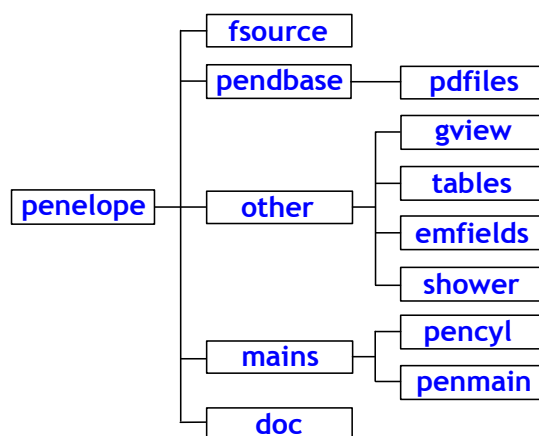 fsource
pendbase
pdfiles
gview
tables
penelope
other
emfields
shower
pencyl
mains
penmain
doc